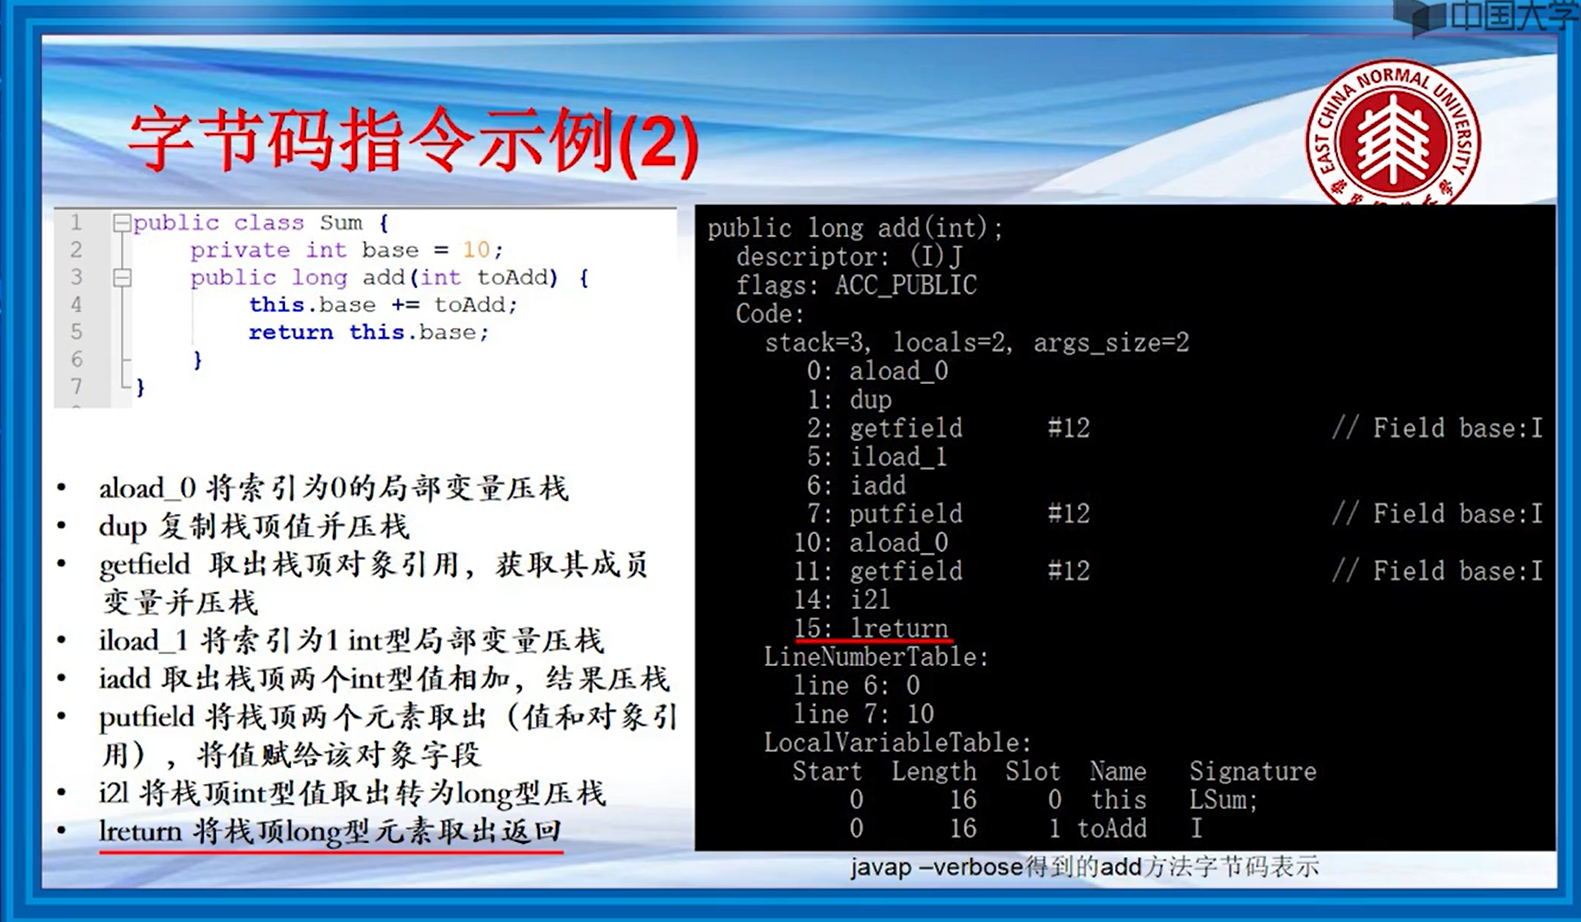 中国大学
EAST CHINA NORMAL UNIVERSITY
字节码指令示例(2)
1 public class Sum {
2 private int base = 10;
3 public long add(int toAdd) {
4 this.base += toAdd;
5 return this.base;
6 }
7 }
• aload_0 将索引为0的局部变量压栈
• dup 复制栈顶值并压栈
• getfield 取出栈顶对象引用，获取其成员
变量并压栈
• iload_1 将索引为1 int型局部变量压栈
• iadd 取出栈顶两个int型值相加，结果压栈
• putfield 将栈顶两个元素取出（值和对象引
用），将值赋给该对象字段
• i2l 将栈顶int型值取出转为long型压栈
• lreturn 将栈顶long型元素取出返回
public long add(int);
descriptor: (I)J
flags: ACC_PUBLIC
Code:
stack=3, locals=2, args_size=2
0: aload_0
1: dup
2: getfield #12 // Field base:I
5: iload_1
6: iadd
7: putfield #12 // Field base:I
10: aload_0
11: getfield #12 // Field base:I
14: i2l
15: lreturn
LineNumberTable:
line 6: 0
line 7: 10
LocalVariableTable:
Start Length Slot Name Signature
0 16 0 this LSum;
0 16 1 toAdd I
javap –verbose得到的add方法字节码表示